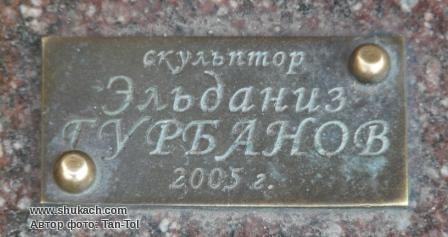 скульптор
Эльданиз
ГУРБАНОВ
2005 г.
www.shukach.com
Автор фото: Tan-Tol